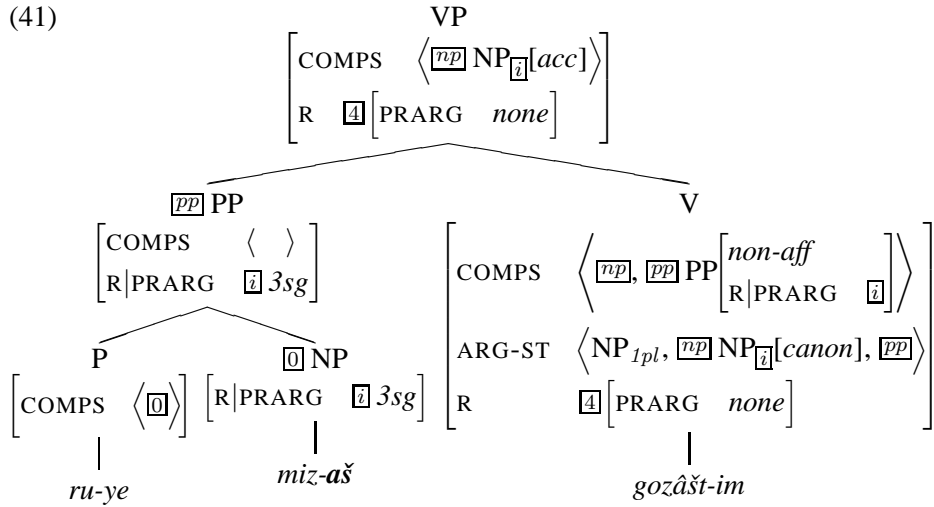 (41)
VP
COMPS ⟨ np NP i [acc] ⟩
R 4 [ PRARG none ]
pp PP
COMPS ⟨ ⟩
R|PRARG i 3sg
V
COMPS ⟨ np, pp PP [ non-aff
R|PRARG i ] ⟩
ARG-ST ⟨ NP 1pl, np NP i [canon], pp ⟩
R 4 [ PRARG none ]
P
COMPS ⟨ 0 ⟩
0 NP
R|PRARG i 3sg
ru-ye
miz-aš
gozâšt-im